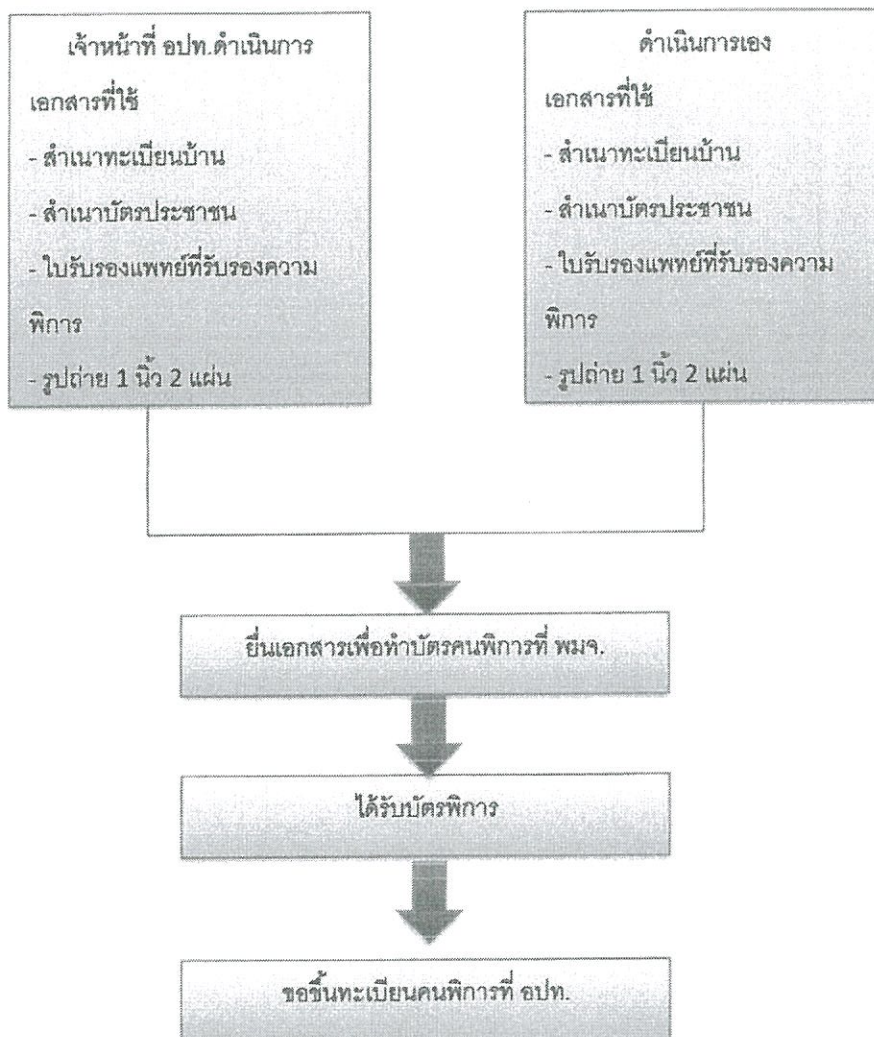 เจ้าหน้าที่ อปท.ดำเนินการ
เอกสารที่ใช้
- สำเนาทะเบียนบ้าน
- สำเนาบัตรประชาชน
- ใบรับรองแพทย์ที่รับรองความ
พิการ
- รูปถ่าย 1 นิ้ว 2 แผ่น
ดำเนินการเอง
เอกสารที่ใช้
- สำเนาทะเบียนบ้าน
- สำเนาบัตรประชาชน
- ใบรับรองแพทย์ที่รับรองความ
พิการ
- รูปถ่าย 1 นิ้ว 2 แผ่น
ยื่นเอกสารเพื่อทำบัตรคนพิการที่ พมจ.
ได้รับบัตรพิการ
ขอขึ้นทะเบียนคนพิการที่ อปท.